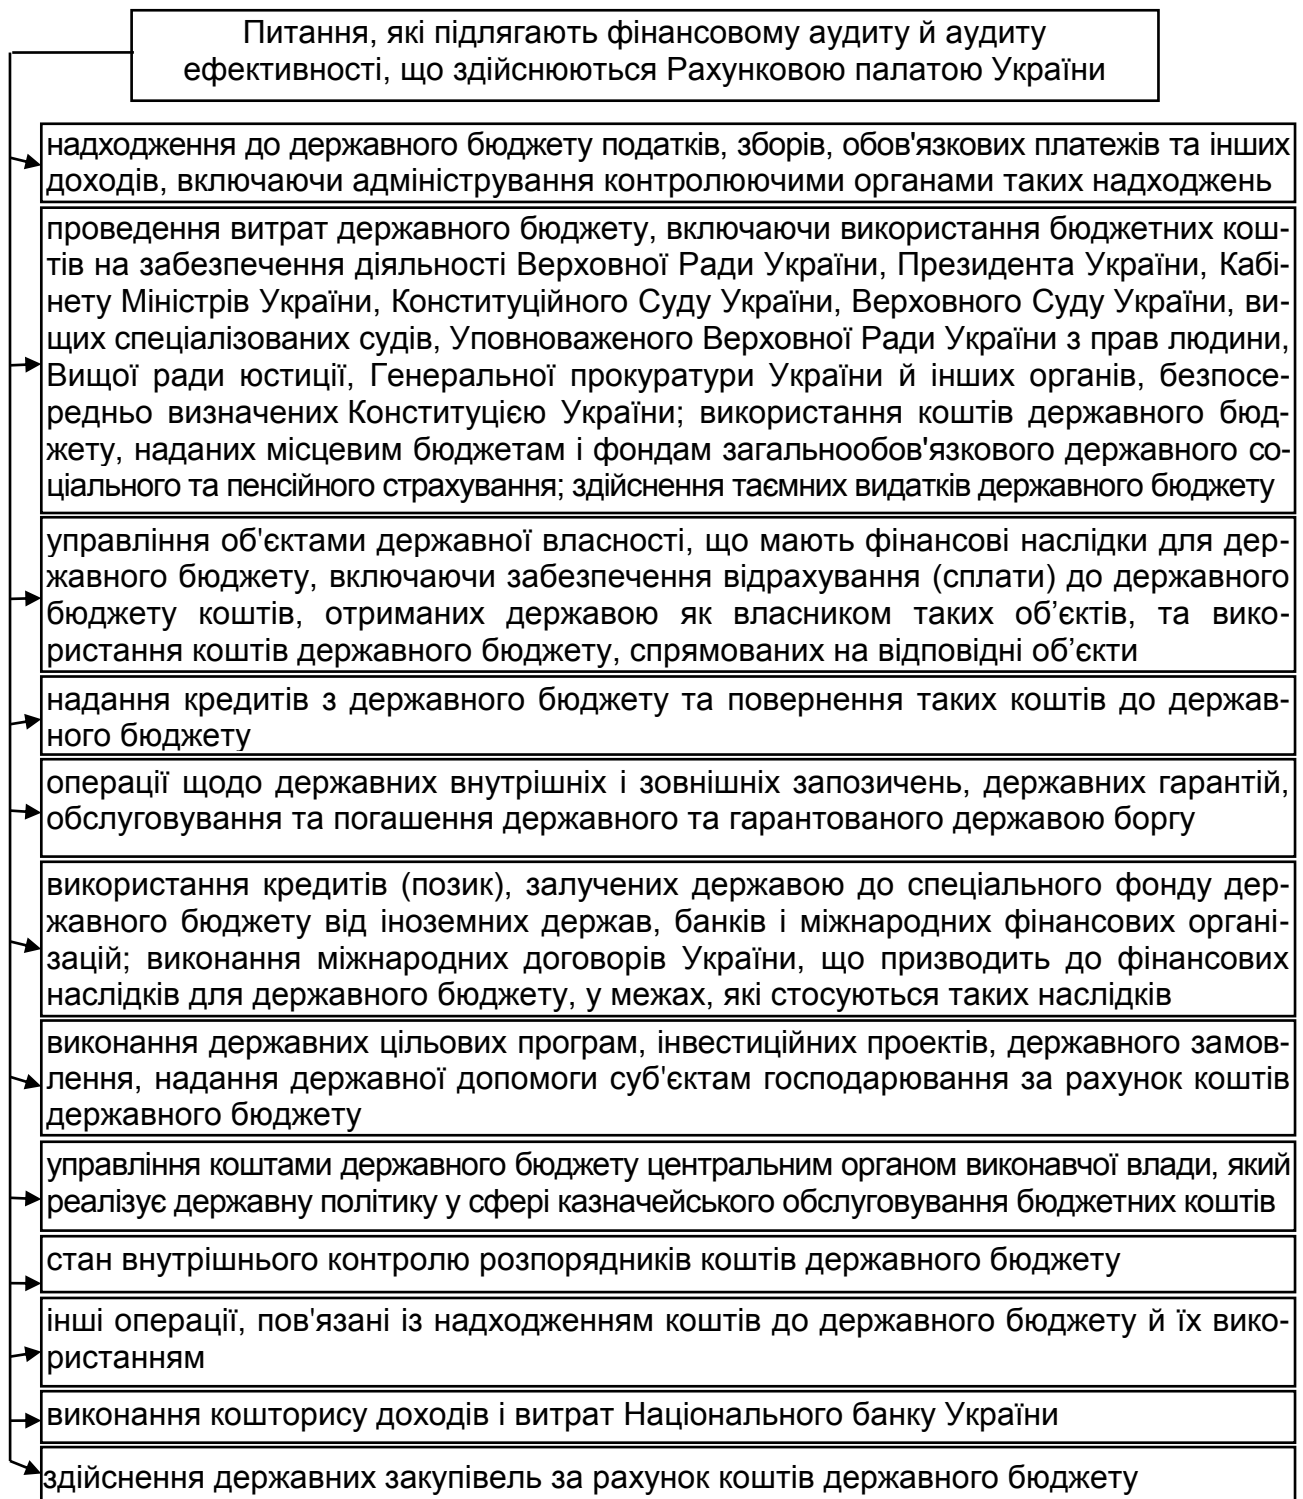 Питання, які підлягають фінансовому аудиту й аудиту
ефективності, що здійснюються Рахунковою палатою України
надходження до державного бюджету податків, зборів, обов'язкових платежів та інших
доходів, включаючи адміністрування контролюючими органами таких надходжень
проведення витрат державного бюджету, включаючи використання бюджетних кош-
тів на забезпечення діяльності Верховної Ради України, Президента України, Кабі-
нету Міністрів України, Конституційного Суду України, Верховного Суду України, ви-
щих спеціалізованих судів, Уповноваженого Верховної Ради України з прав людини,
Вищої ради юстиції, Генеральної прокуратури України й інших органів, безпосе-
редньо визначених Конституцією України; використання коштів державного бюд-
жету, наданих місцевим бюджетам і фондам загальнообов'язкового державного со-
ціального та пенсійного страхування; здійснення таємних видатків державного бюджету
управління об'єктами державної власності, що мають фінансові наслідки для дер-
жавного бюджету, включаючи забезпечення відрахування (сплати) до державного
бюджету коштів, отриманих державою як власником таких об’єктів, та вико-
ристання коштів державного бюджету, спрямованих на відповідні об’єкти
надання кредитів з державного бюджету та повернення таких коштів до держав-
ного бюджету
операції щодо державних внутрішніх і зовнішніх запозичень, державних гарантій,
обслуговування та погашення державного та гарантованого державою боргу
використання кредитів (позик), залучених державою до спеціального фонду дер-
жавного бюджету від іноземних держав, банків і міжнародних фінансових органі-
зацій; виконання міжнародних договорів України, що призводить до фінансових
наслідків для державного бюджету, у межах, які стосуються таких наслідків
виконання державних цільових програм, інвестиційних проектів, державного замов-
лення, надання державної допомоги суб'єктам господарювання за рахунок коштів
державного бюджету
управління коштами державного бюджету центральним органом виконавчої влади, який
реалізує державну політику у сфері казначейського обслуговування бюджетних коштів
стан внутрішнього контролю розпорядників коштів державного бюджету
інші операції, пов'язані із надходженням коштів до державного бюджету й їх вико-
ристанням
виконання кошторису доходів і витрат Національного банку України
здійснення державних закупівель за рахунок коштів державного бюджету